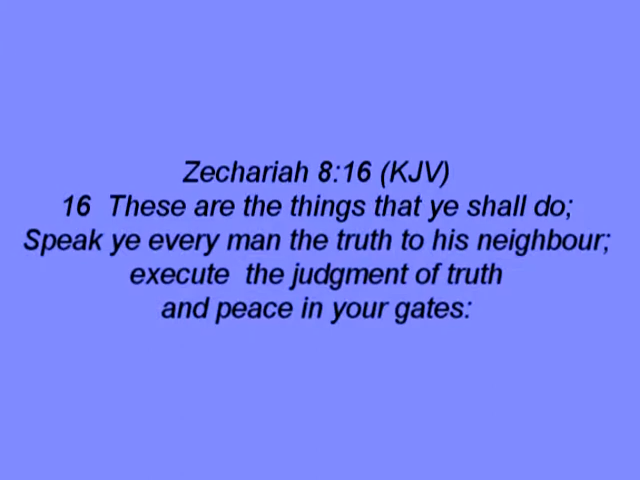 Zechariah 8:16 (KJV)
16  These are the things that ye shall do;
Speak ye every man the truth to his neighbour;
execute  the judgment of truth
and peace in your gates: